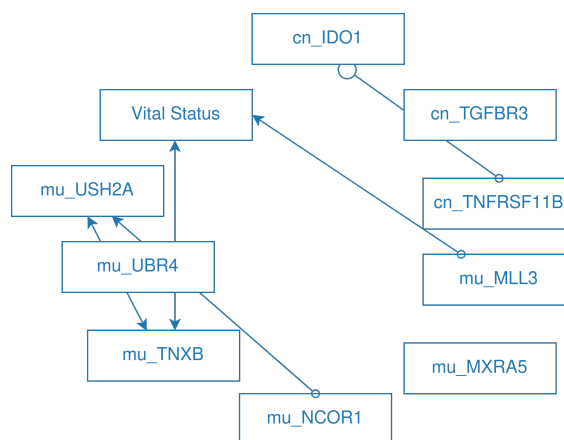 cn_IDO1
Vital Status
cn_TGFBR3
mu_USH2A
cn_TNFRSF11B
mu_UBR4
mu_MLL3
mu_TNXB
mu_MXRA5
mu_NCOR1